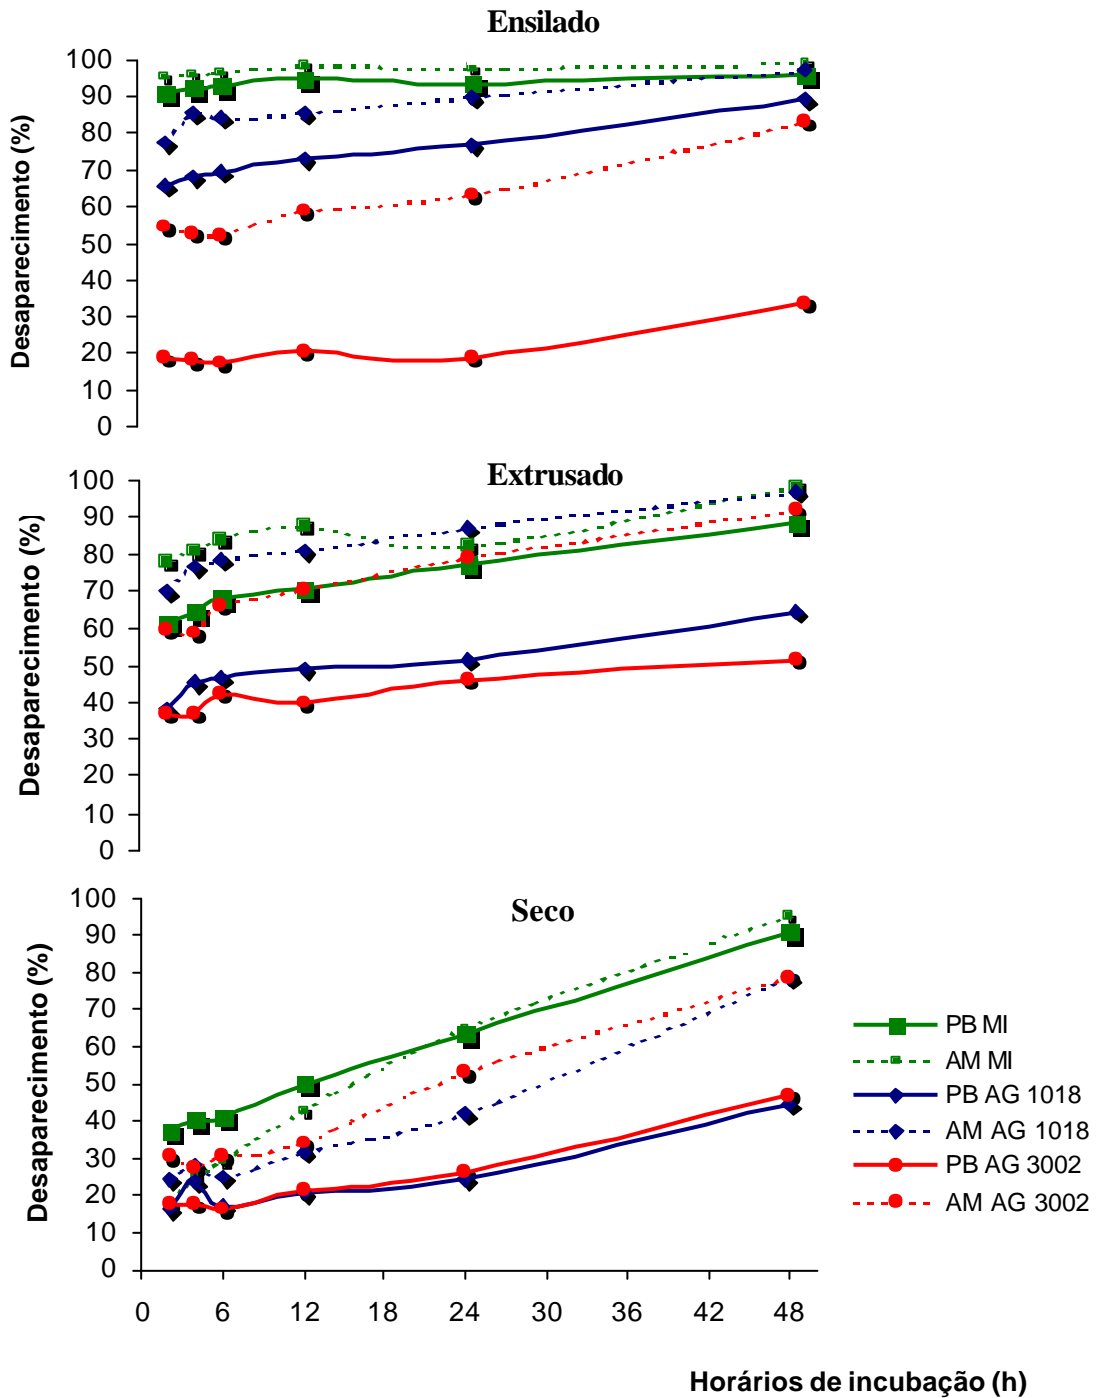 Ensilado
Desaparecimento (%)
100
90
80
70
60
50
40
30
20
10
0
Extrusado
Desaparecimento (%)
100
90
80
70
60
50
40
30
20
10
0
Seco
Desaparecimento (%)
100
90
80
70
60
50
40
30
20
10
0
0 6 12 18 24 30 36 42 48
Horários de incubação (h)
PB MI
AM MI
PB AG 1018
AM AG 1018
PB AG 3002
AM AG 3002